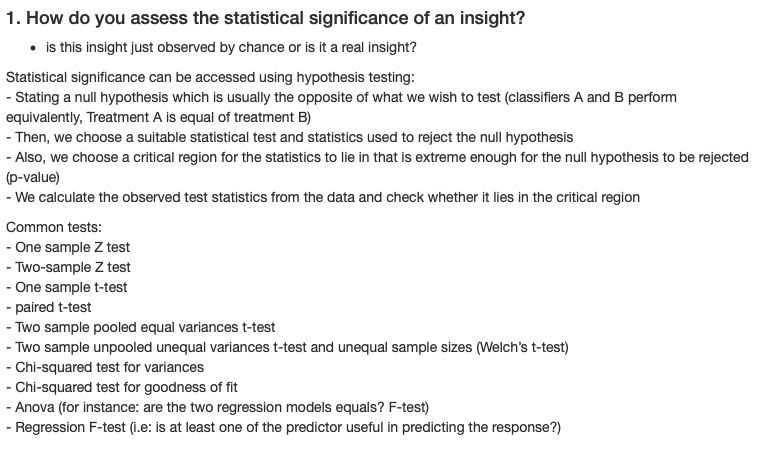 1. How do you assess the statistical significance of an insight?
• is this insight just observed by chance or is it a real insight?
Statistical significance can be accessed using hypothesis testing:
- Stating a null hypothesis which is usually the opposite of what we wish to test (classifiers A and B perform
equivalently, Treatment A is equal of treatment B)
- Then, we choose a suitable statistical test and statistics used to reject the null hypothesis
- Also, we choose a critical region for the statistics to lie in that is extreme enough for the null hypothesis to be rejected
(p-value)
- We calculate the observed test statistics from the data and check whether it lies in the critical region
Common tests:
- One sample Z test
- Two-sample Z test
- One sample t-test
- paired t-test
- Two sample pooled equal variances t-test
- Two sample unpooled unequal variances t-test and unequal sample sizes (Welch’s t-test)
- Chi-squared test for variances
- Chi-squared test for goodness of fit
- Anova (for instance: are the two regression models equals? F-test)
- Regression F-test (i.e: is at least one of the predictor useful in predicting the response?)